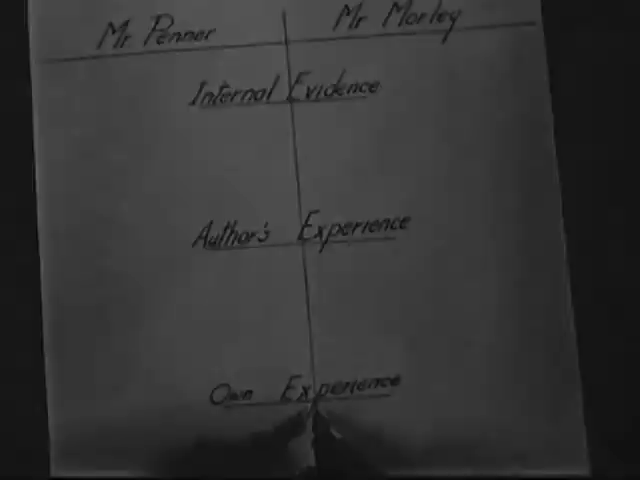 Mr Penner Mr Morley
Internal Evidence
Author's Experience
Own Experience